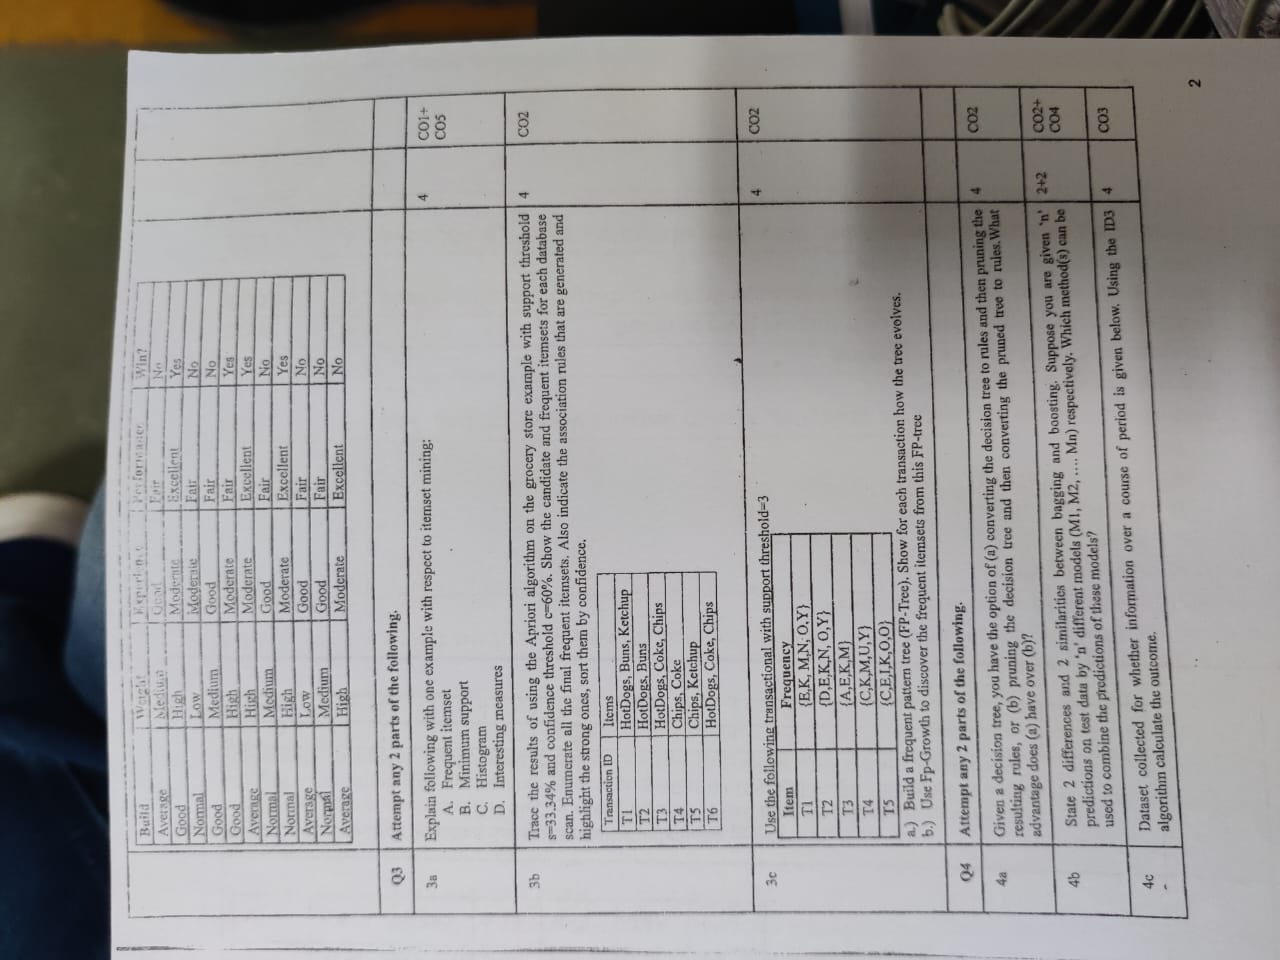 Build Weight Experience Performance Win?
Average Medium Good Fair No
Good High Moderate Excellent Yes
Normal Low Moderate Fair No
Good Medium Good Fair No
Good High Moderate Fair Yes
Average High Moderate Excellent Yes
Normal Medium Good Fair No
Normal High Moderate Excellent Yes
Average Low Good Fair No
Normal Medium Good Fair No
Average High Moderate Excellent No
Q3 Attempt any 2 parts of the following.
3a Explain following with one example with respect to itemset mining: 4 CO1+
CO5
A. Frequent itemset
B. Minimum support
C. Histogram
D. Interesting measures
3b Trace the results of using the Apriori algorithm on the grocery store example with support threshold 4 CO2
s=33.34% and confidence threshold c=60%. Show the candidate and frequent itemsets for each database
scan. Enumerate all the final frequent itemsets. Also indicate the association rules that are generated and
highlight the strong ones, sort them by confidence.
Transaction ID Items
T1 HotDogs, Buns, Ketchup
T2 HotDogs, Buns
T3 HotDogs, Coke, Chips
T4 Chips, Coke
T5 Chips, Ketchup
T6 HotDogs, Coke, Chips
3c Use the following transactional with support threshold=3 4 CO2
Item Frequency
T1 {E,K,M,N, O,Y}
T2 {D,E,K,N, O,Y}
T3 {A,E,K,M}
T4 {C,K,M,U,Y}
T5 {C,E,I,K,O,O}
a.) Build a frequent pattern tree (FP-Tree). Show for each transaction how the tree evolves.
b.) Use Fp-Growth to discover the frequent itemsets from this FP-tree
Q4 Attempt any 2 parts of the following.
4a Given a decision tree, you have the option of (a) converting the decision tree to rules and then pruning the 4 CO2
resulting rules, or (b) pruning the decision tree and then converting the pruned tree to rules. What
advantage does (a) have over (b)?
4b State 2 differences and 2 similarities between bagging and boosting. Suppose you are given 'n' 2+2 CO2+
predictions on test data by 'n' different models (M1, M2, .... Mn) respectively. Which method(s) can be CO4
used to combine the predictions of these models?
4c Dataset collected for whether information over a course of period is given below. Using the ID3 4 CO3
algorithm calculate the outcome.
2